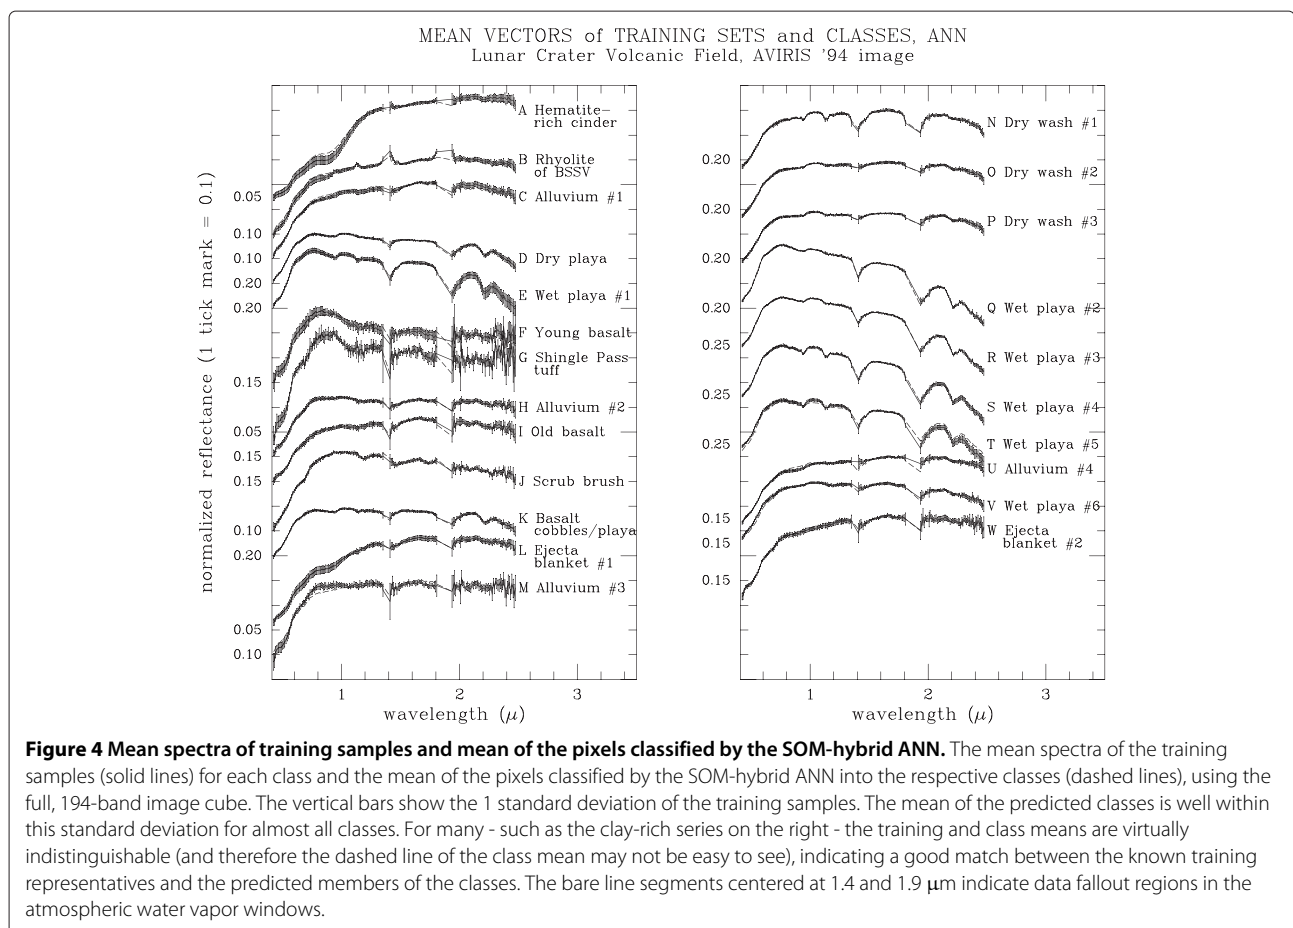 MEAN VECTORS of TRAINING SETS and CLASSES, ANN
Lunar Crater Volcanic Field, AVIRIS '94 image
normalized reflectance (1 tick mark = 0.1)
A Hematite-
rich cinder
B Rhyolite
of BSSV
0.05
C Alluvium #1
0.10
D Dry playa
0.10
0.20
E Wet playa #1
0.20
F Young basalt
G Shingle Pass
tuff
0.15
H Alluvium #2
0.05
I Old basalt
0.15
0.15
J Scrub brush
K Basalt
cobbles/playa
0.10
L Ejecta
blanket #1
0.20
M Alluvium #3
0.05
0.10
1
2
3
wavelength (μ)
N Dry wash #1
0.20
O Dry wash #2
0.20
P Dry wash #3
0.20
Q Wet playa #2
0.20
0.25
R Wet playa #3
0.25
S Wet playa #4
0.25
T Wet playa #5
U Alluvium #4
V Wet playa #6
0.15
W Ejecta
blanket #2
0.15
0.15
1
2
3
wavelength (μ)
Figure 4 Mean spectra of training samples and mean of the pixels classified by the SOM-hybrid ANN. The mean spectra of the training
samples (solid lines) for each class and the mean of the pixels classified by the SOM-hybrid ANN into the respective classes (dashed lines), using the
full, 194-band image cube. The vertical bars show the 1 standard deviation of the training samples. The mean of the predicted classes is well within
this standard deviation for almost all classes. For many - such as the clay-rich series on the right - the training and class means are virtually
indistinguishable (and therefore the dashed line of the class mean may not be easy to see), indicating a good match between the known training
representatives and the predicted members of the classes. The bare line segments centered at 1.4 and 1.9 μm indicate data fallout regions in the
atmospheric water vapor windows.